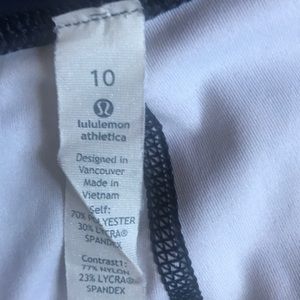 10
lululemon
athletica
Designed in
Vancouver
Made in
Vietnam
Self:
70% POLYESTER
30% LYCRA®
SPANDEX
Contrast1:
77% NYLON
23% LYCRA®
SPANDEX